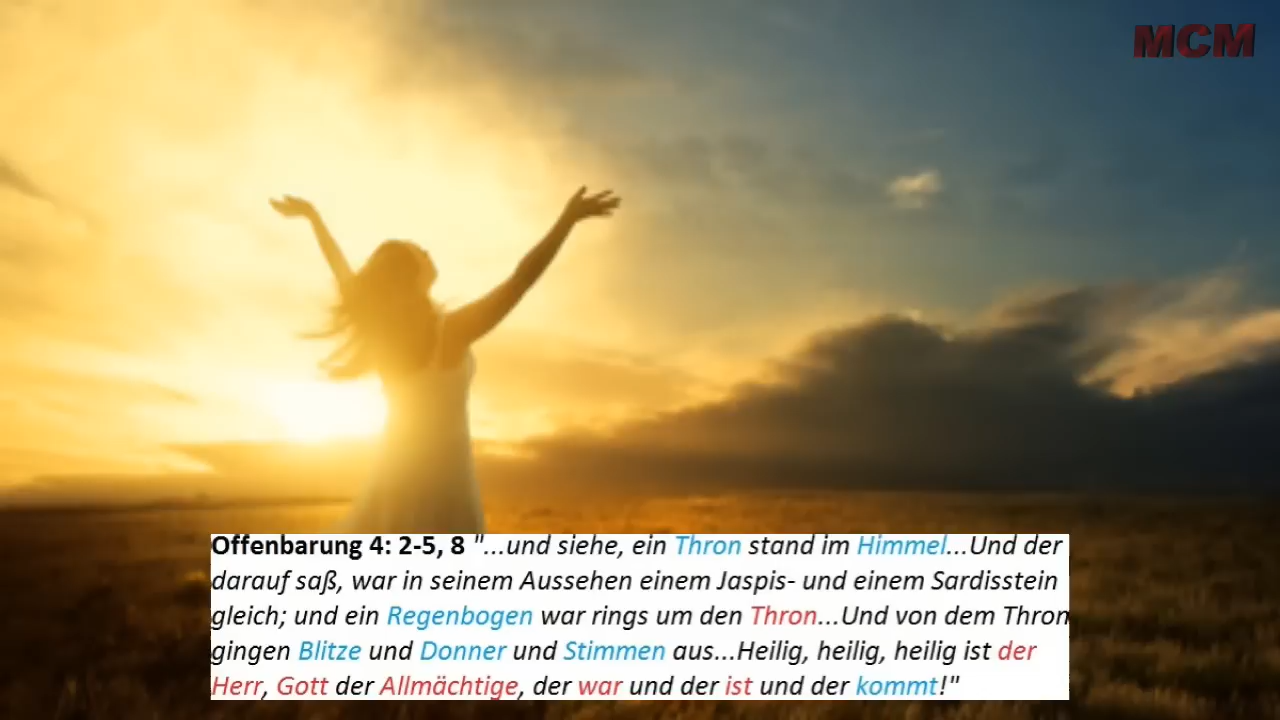 MCM
Offenbarung 4: 2-5, 8 "...und siehe, ein Thron stand im Himmel...Und der
darauf saß, war in seinem Aussehen einem Jaspis- und einem Sardisstein
gleich; und ein Regenbogen war rings um den Thron...Und von dem Thron
gingen Blitze und Donner und Stimmen aus...Heilig, heilig, heilig ist der
Herr, Gott der Allmächtige, der war und der ist und der kommt!"